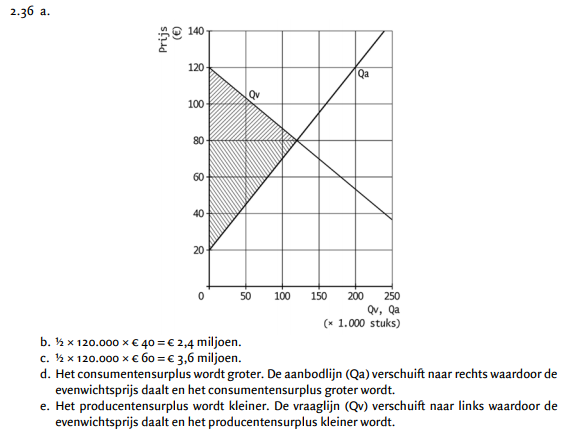 2.36 a.
Prijs
(€)
140
120
100
80
60
40
20
0
Qv
Qa
50 100 150 200 250
Qv, Qa
(× 1.000 stuks)
b. ½ × 120.000 × € 40 = € 2,4 miljoen.
c. ½ × 120.000 × € 60 = € 3,6 miljoen.
d. Het consumentensurplus wordt groter. De aanbodlijn (Qa) verschuift naar rechts waardoor de
evenwichtsprijs daalt en het consumentensurplus groter wordt.
e. Het producentensurplus wordt kleiner. De vraaglijn (Qv) verschuift naar links waardoor de
evenwichtsprijs daalt en het producentensurplus kleiner wordt.